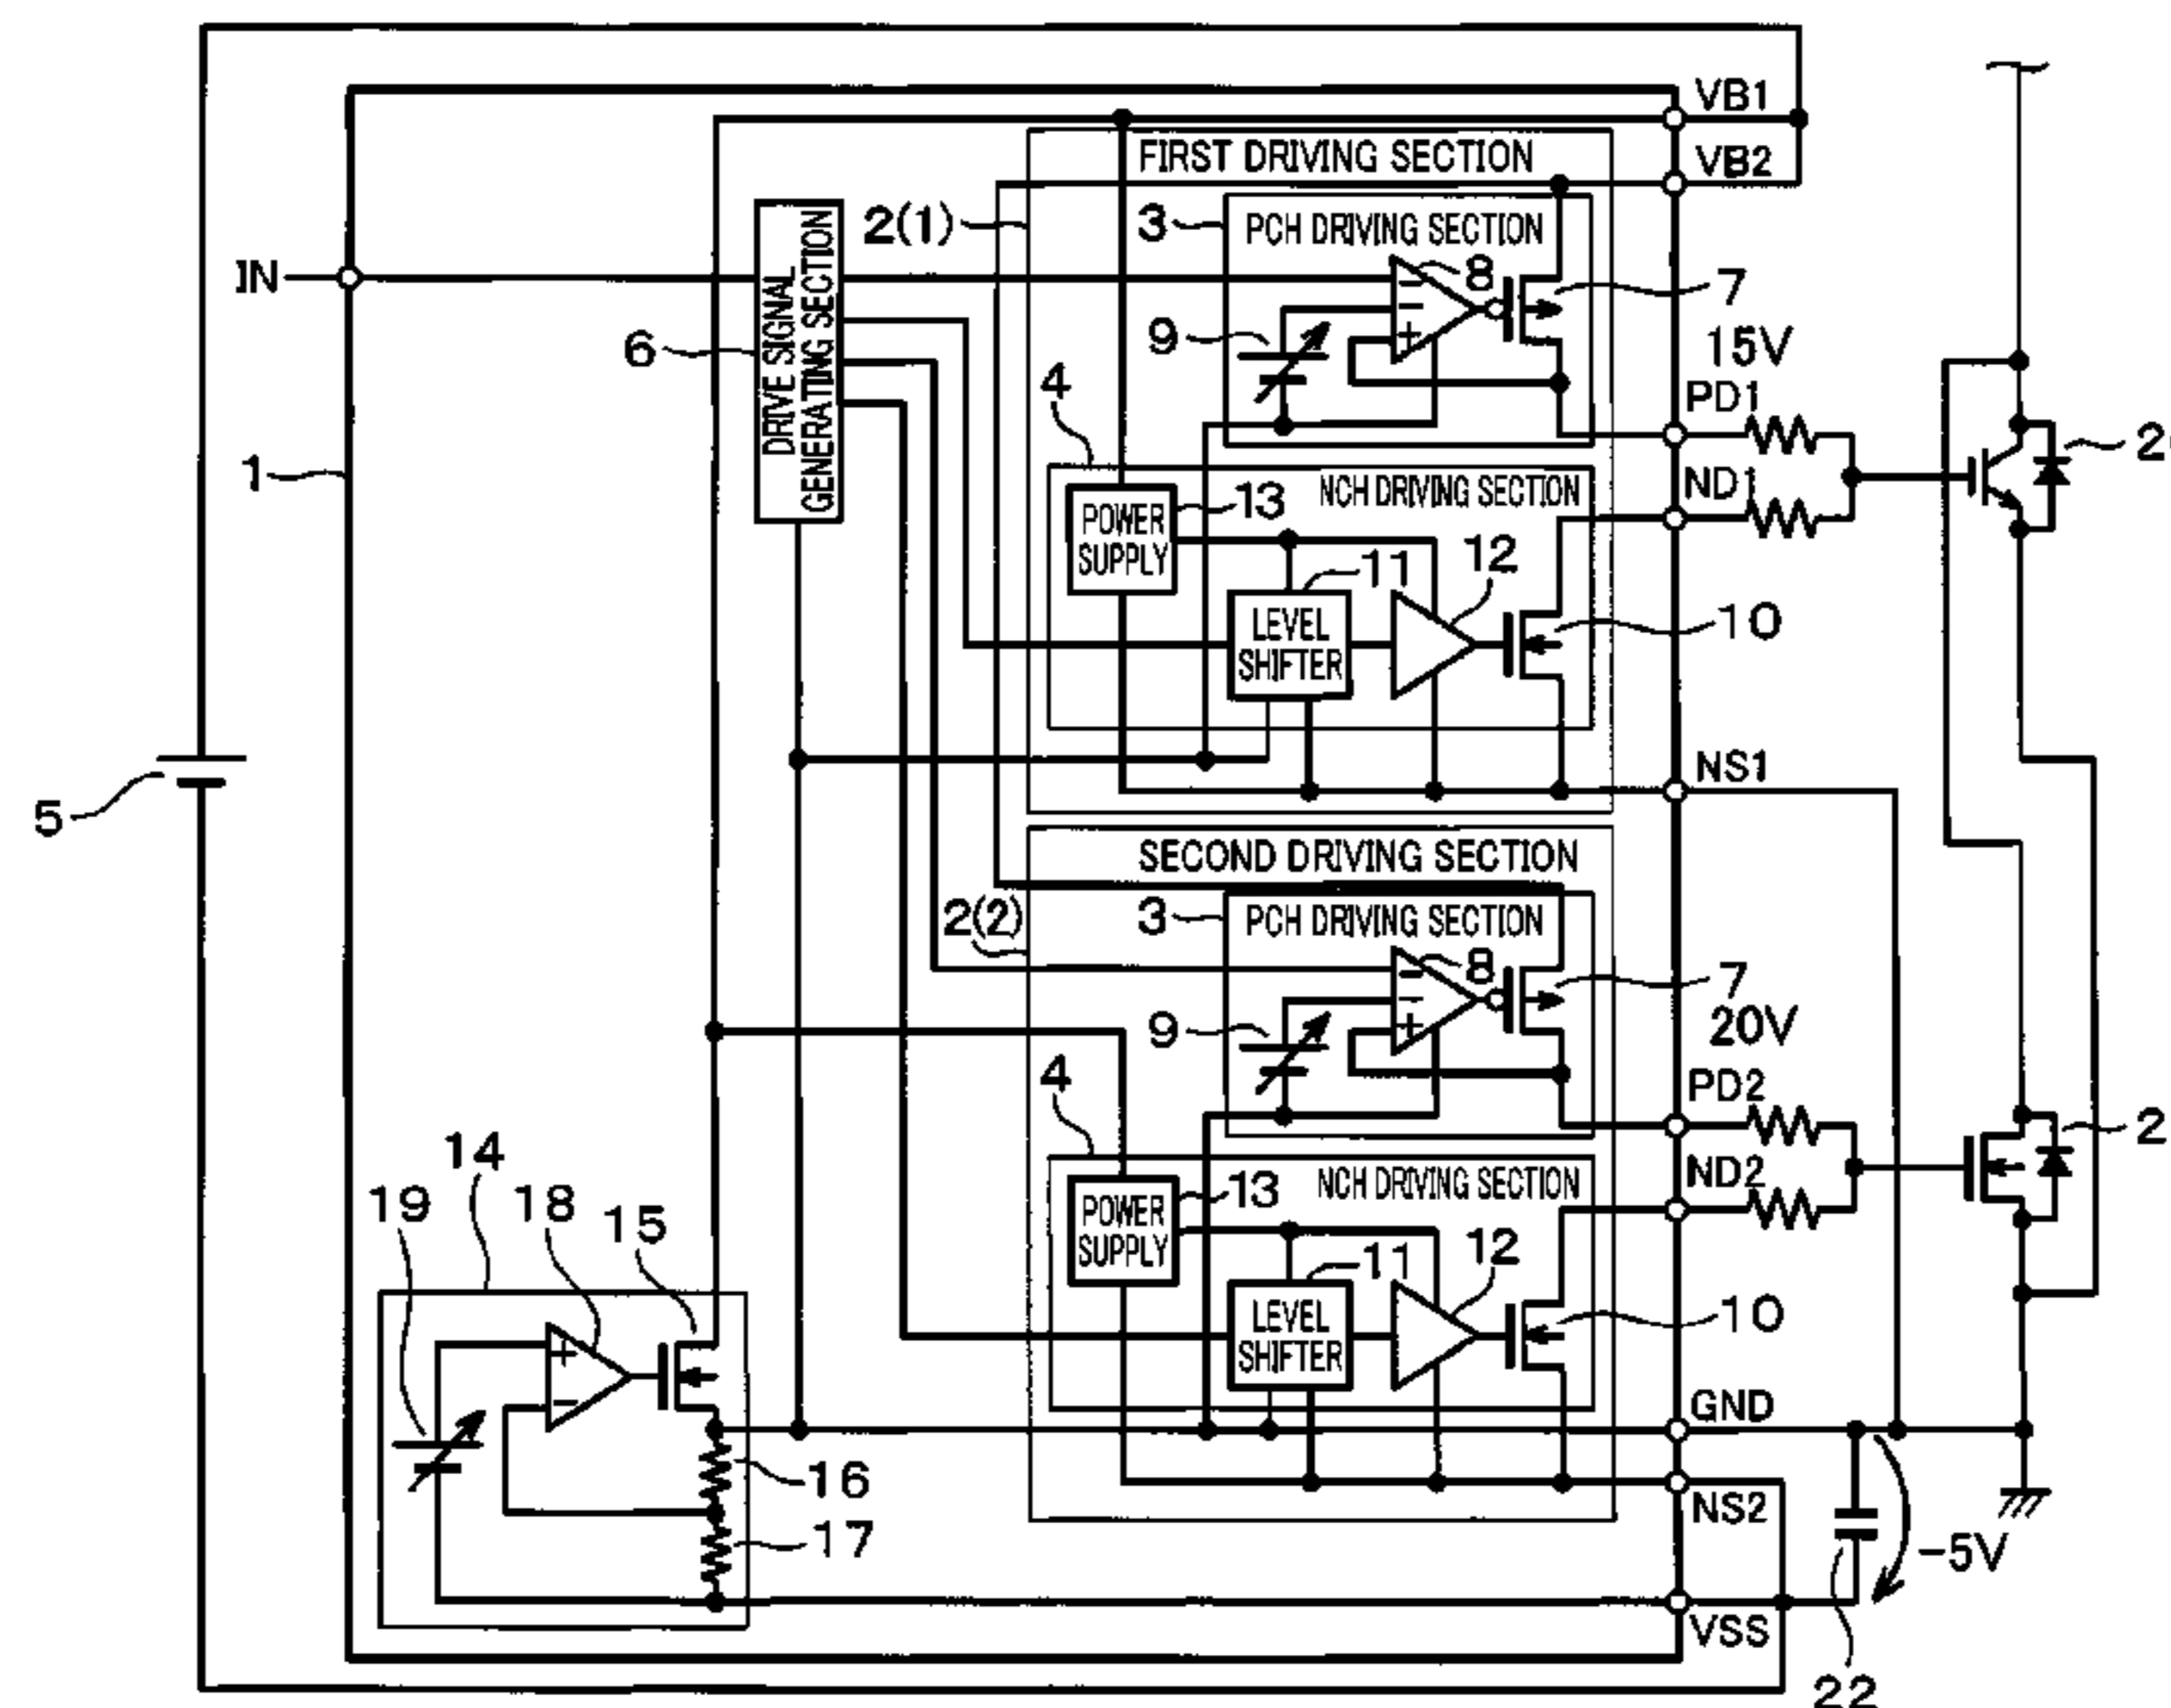 VB1
FIRST DRIVING SECTION
VB2
2(1)
3
PCH DRIVING SECTION
IN
DRIVE SIGNAL
GENERATING SECTION
8
7
15V
6
9
4
PD1
1
NCH DRIVING SECTION
ND1
POWER
SUPPLY
13
11
12
LEVEL
SHIFTER
10
5
NS1
SECOND DRIVING SECTION
2(2)
3
PCH DRIVING SECTION
8
7
20V
9
4
PD2
2
NCH DRIVING SECTION
ND2
POWER
SUPPLY
13
14
19
18
15
11
12
LEVEL
SHIFTER
10
GND
16
NS2
17
-5V
VSS
22